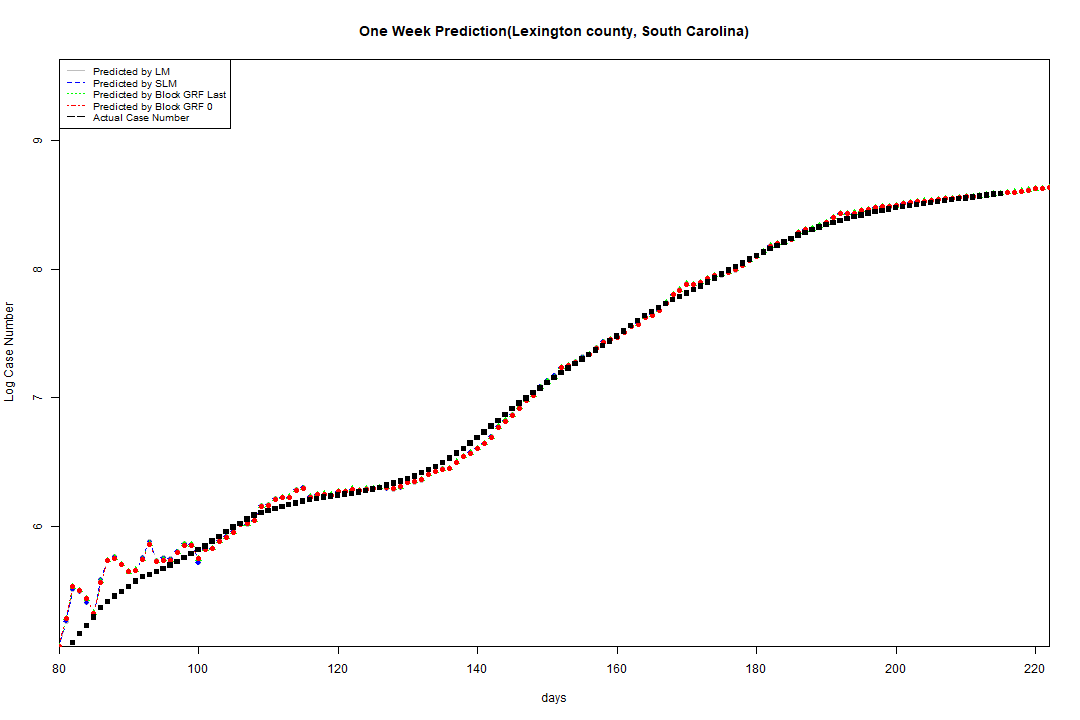 One Week Prediction(Lexington county, South Carolina)
Predicted by LM
Predicted by SLM
Predicted by Block GRF Last
Predicted by Block GRF 0
Actual Case Number
9
8
7
6
Log Case Number
80 100 120 140 160 180 200 220
days